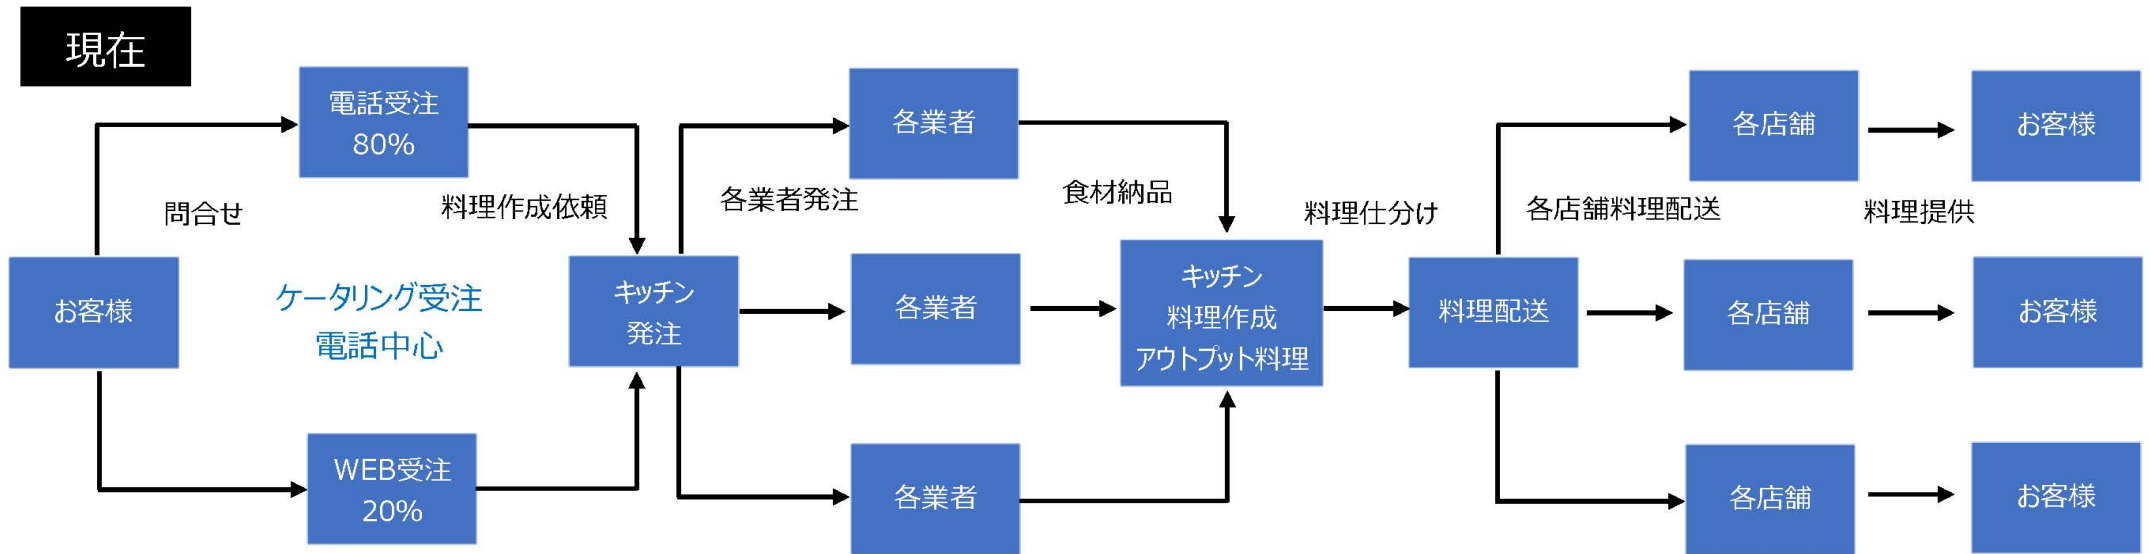 現在
電話受注
80%
各業者
各店舗
お客様
問合せ
料理作成依頼
各業者発注
食材納品
料理仕分け
各店舗料理配送
料理提供
お客様
ケータリング受注
電話中心
キッチン
発注
各業者
キッチン
料理作成
アウトプット料理
料理配送
各店舗
お客様
WEB受注
20%
各業者
各店舗
お客様